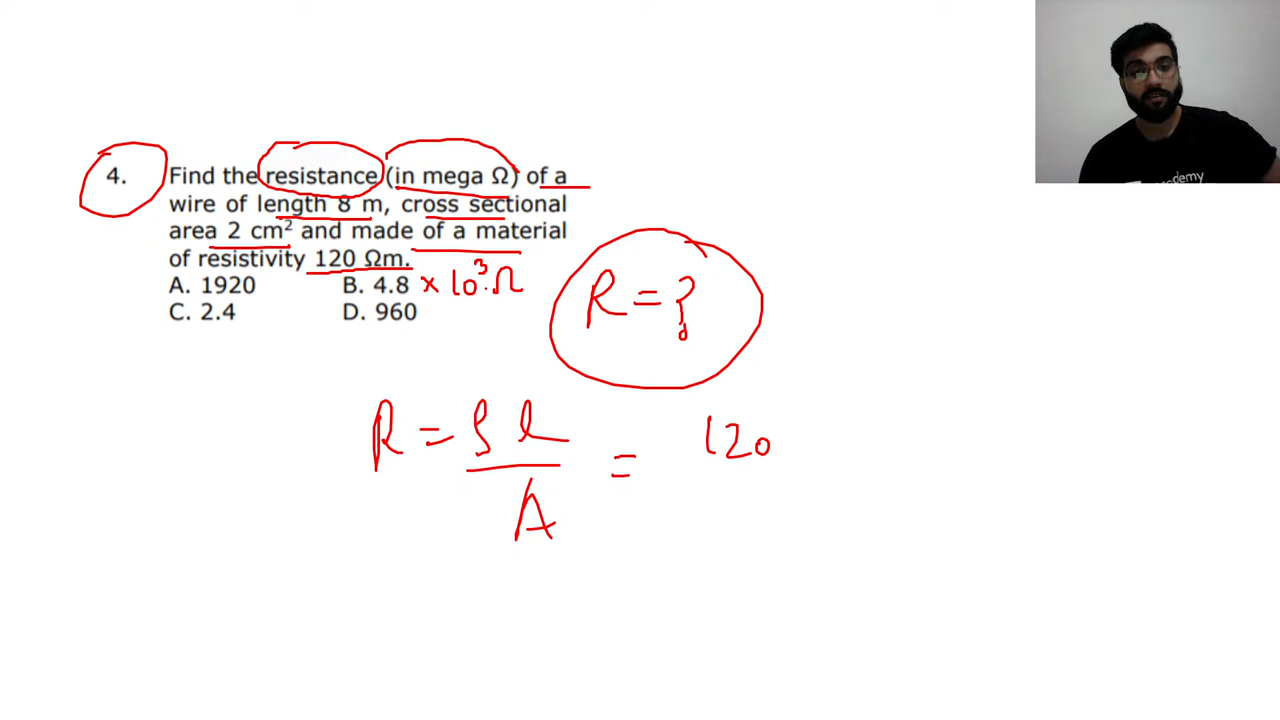 4. Find the resistance (in mega Ω) of a
wire of length 8 m, cross sectional
area 2 cm² and made of a material
of resistivity 120 Ωm.
A. 1920 B. 4.8 × 10³.Ω
C. 2.4 D. 960
R = ?
R = ρ l / A = 120
demy